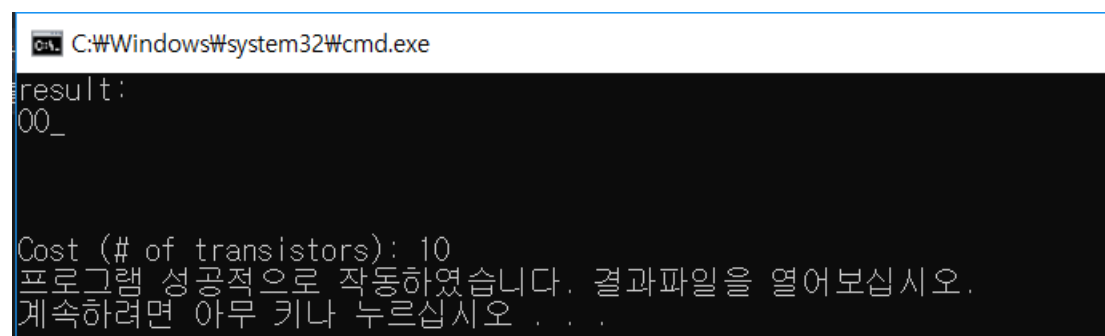 C:₩Windows₩system32₩cmd.exe
result:
00_
Cost (# of transistors): 10
프로그램 성공적으로 작동하였습니다. 결과파일을 열어보십시오.
계속하려면 아무 키나 누르십시오 . . .